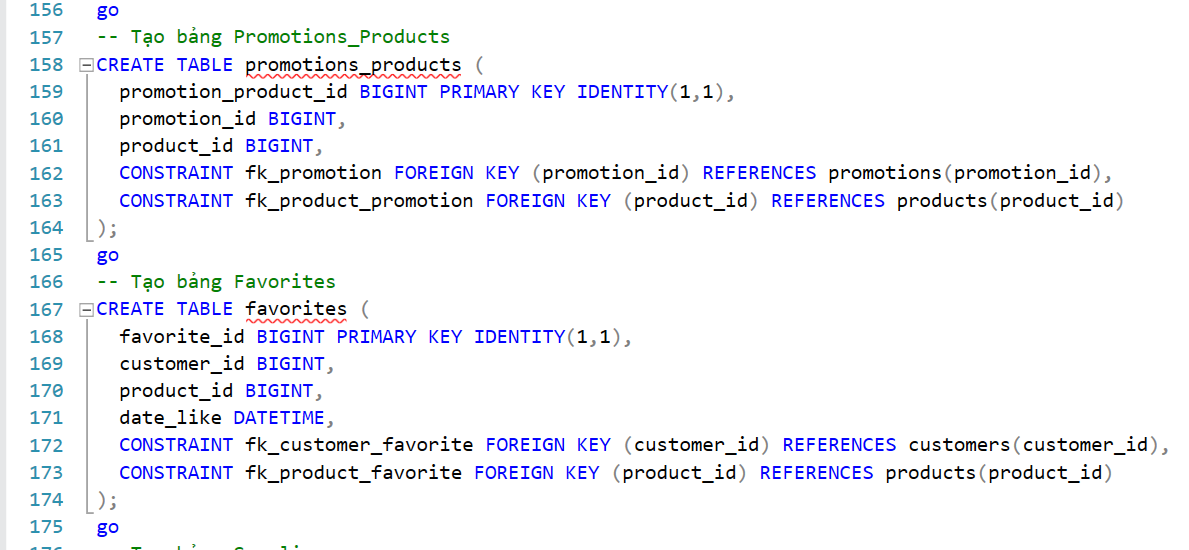 156 go
157 -- Tạo bảng Promotions_Products
158 CREATE TABLE promotions_products (
159 promotion_product_id BIGINT PRIMARY KEY IDENTITY(1,1),
160 promotion_id BIGINT,
161 product_id BIGINT,
162 CONSTRAINT fk_promotion FOREIGN KEY (promotion_id) REFERENCES promotions(promotion_id),
163 CONSTRAINT fk_product_promotion FOREIGN KEY (product_id) REFERENCES products(product_id)
164 );
165 go
166 -- Tạo bảng Favorites
167 CREATE TABLE favorites (
168 favorite_id BIGINT PRIMARY KEY IDENTITY(1,1),
169 customer_id BIGINT,
170 product_id BIGINT,
171 date_like DATETIME,
172 CONSTRAINT fk_customer_favorite FOREIGN KEY (customer_id) REFERENCES customers(customer_id),
173 CONSTRAINT fk_product_favorite FOREIGN KEY (product_id) REFERENCES products(product_id)
174 );
175 go